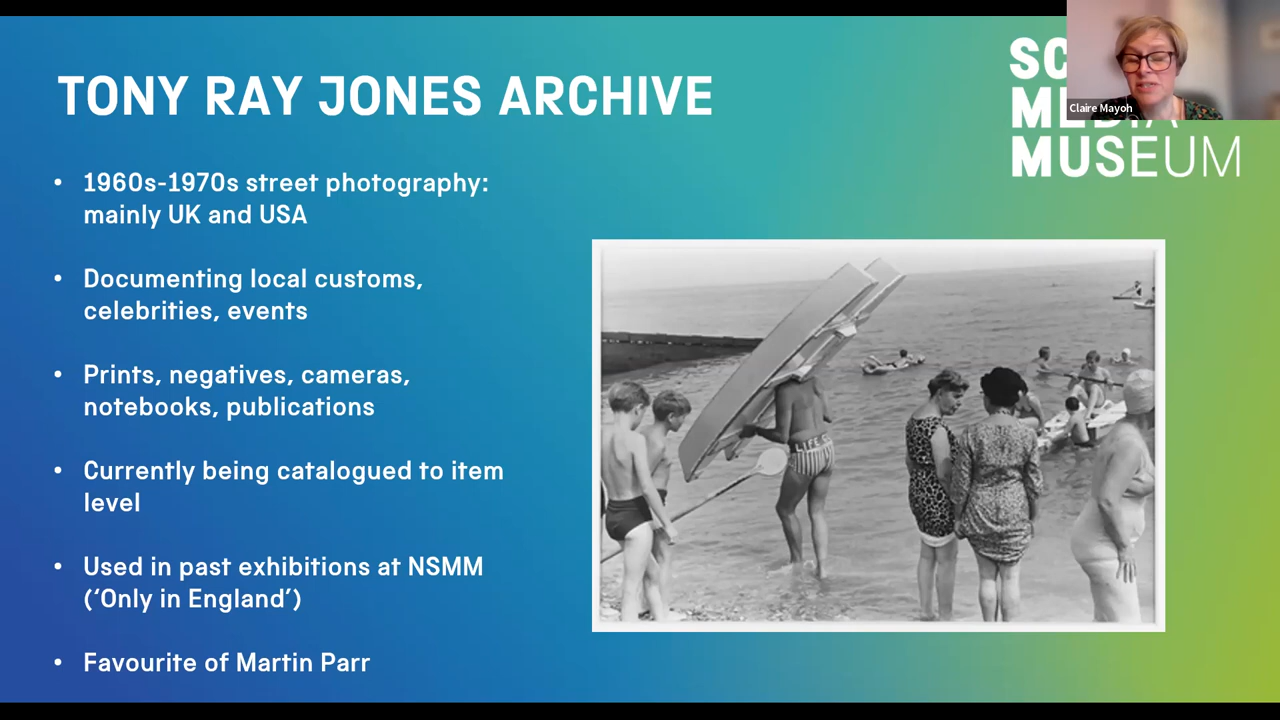 TONY RAY JONES ARCHIVE
SC
Claire Mayoh
MEDIA
MUSEUM
• 1960s-1970s street photography:
mainly UK and USA
• Documenting local customs,
celebrities, events
• Prints, negatives, cameras,
notebooks, publications
• Currently being catalogued to item
level
• Used in past exhibitions at NSMM
(‘Only in England’)
• Favourite of Martin Parr
LIFE G